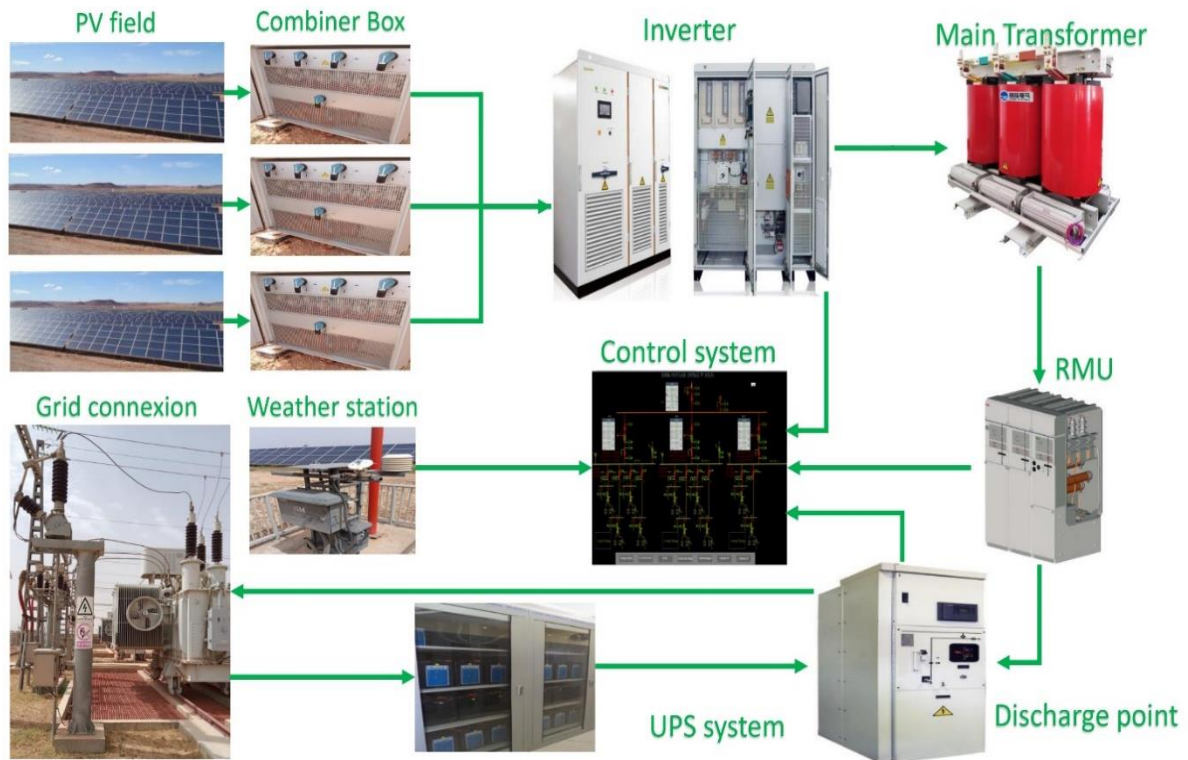 PV field
Combiner Box
Inverter
Main Transformer
Control system
RMU
Grid connexion
Weather station
UPS system
Discharge point